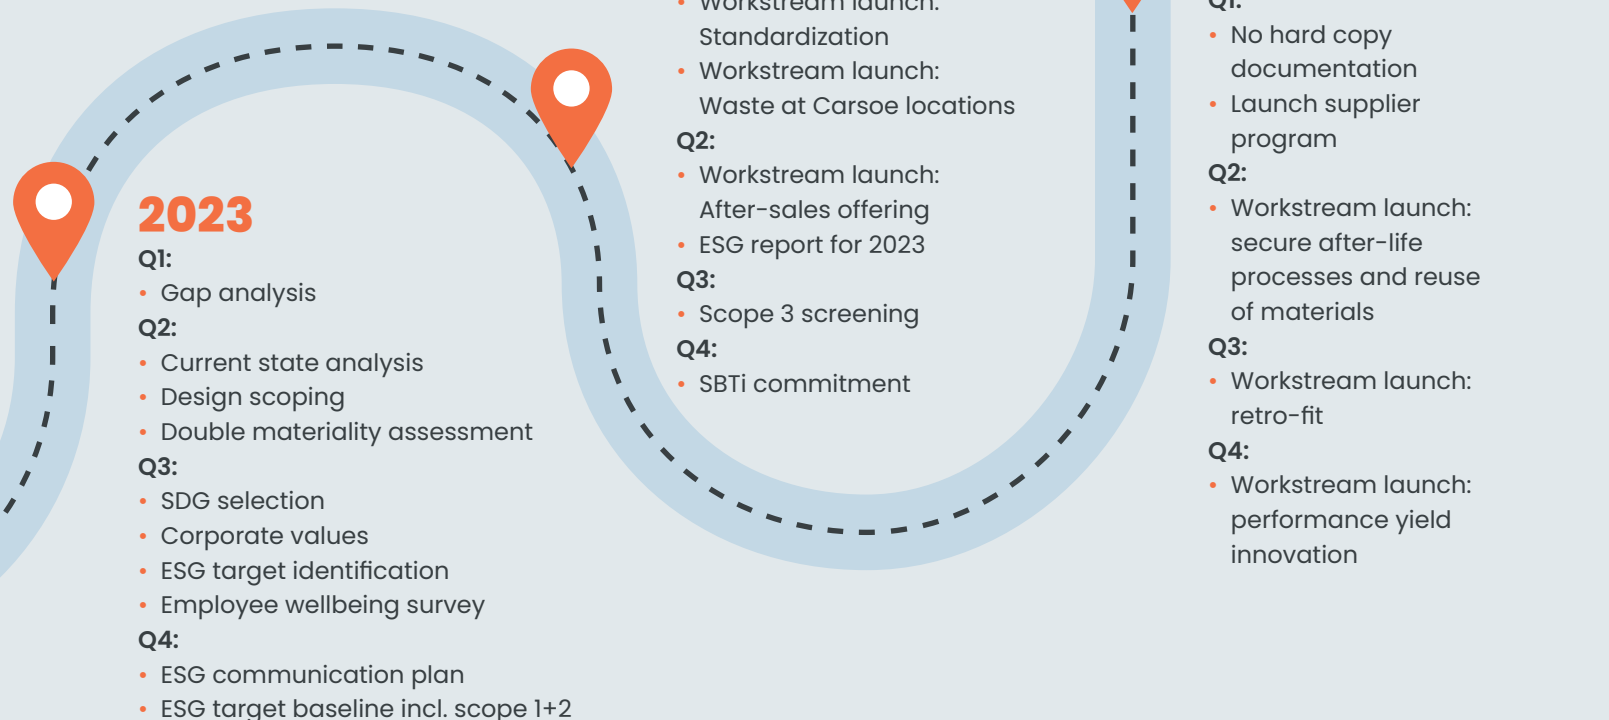 2023
Q1:
• Gap analysis
Q2:
• Current state analysis
• Design scoping
• Double materiality assessment
Q3:
• SDG selection
• Corporate values
• ESG target identification
• Employee wellbeing survey
Q4:
• ESG communication plan
• ESG target baseline incl. scope 1+2
• Workstream launch:
Standardization
• Workstream launch:
Waste at Carsoe locations
Q2:
• Workstream launch:
After-sales offering
• ESG report for 2023
Q3:
• Scope 3 screening
Q4:
• SBTi commitment
Q1:
• No hard copy
documentation
• Launch supplier
program
Q2:
• Workstream launch:
secure after-life
processes and reuse
of materials
Q3:
• Workstream launch:
retro-fit
Q4:
• Workstream launch:
performance yield
innovation